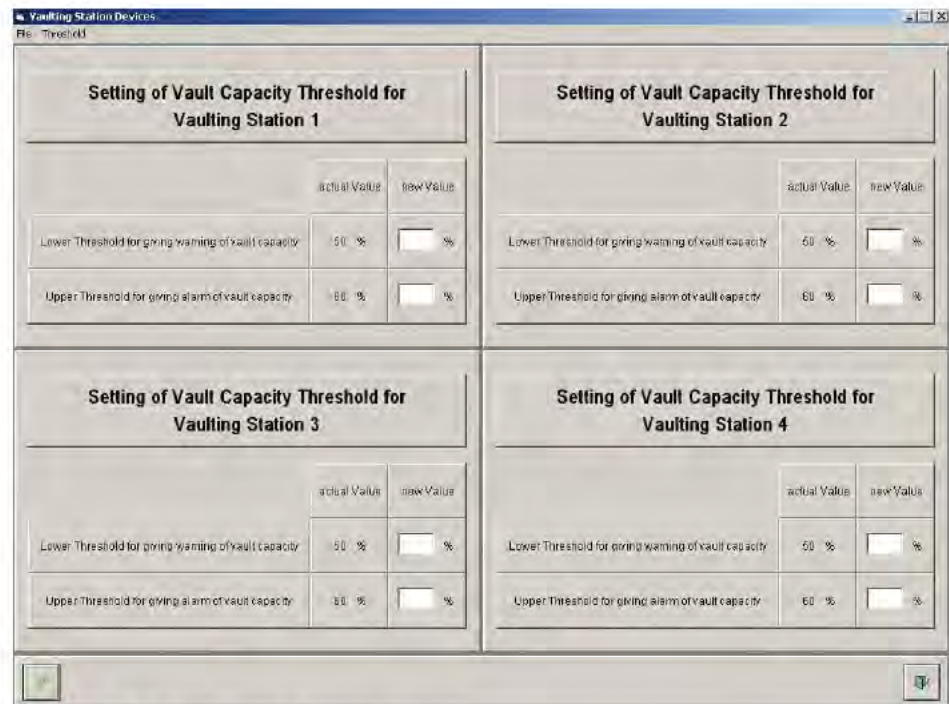 Vaulting Station Devices
File Threshold
Setting of Vault Capacity Threshold for
Vaulting Station 1
actual Value new Value
Lower Threshold for giving warning of vault capacity 50 % %
Upper Threshold for giving alarm of vault capacity 60 % %
Setting of Vault Capacity Threshold for
Vaulting Station 2
actual Value new Value
Lower Threshold for giving warning of vault capacity 50 % %
Upper Threshold for giving alarm of vault capacity 60 % %
Setting of Vault Capacity Threshold for
Vaulting Station 3
actual Value new Value
Lower Threshold for giving warning of vault capacity 50 % %
Upper Threshold for giving alarm of vault capacity 60 % %
Setting of Vault Capacity Threshold for
Vaulting Station 4
actual Value new Value
Lower Threshold for giving warning of vault capacity 50 % %
Upper Threshold for giving alarm of vault capacity 60 % %